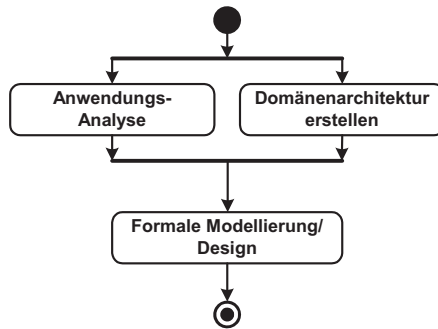 Anwendungs-
Analyse
Domänenarchitektur
erstellen
Formale Modellierung/
Design